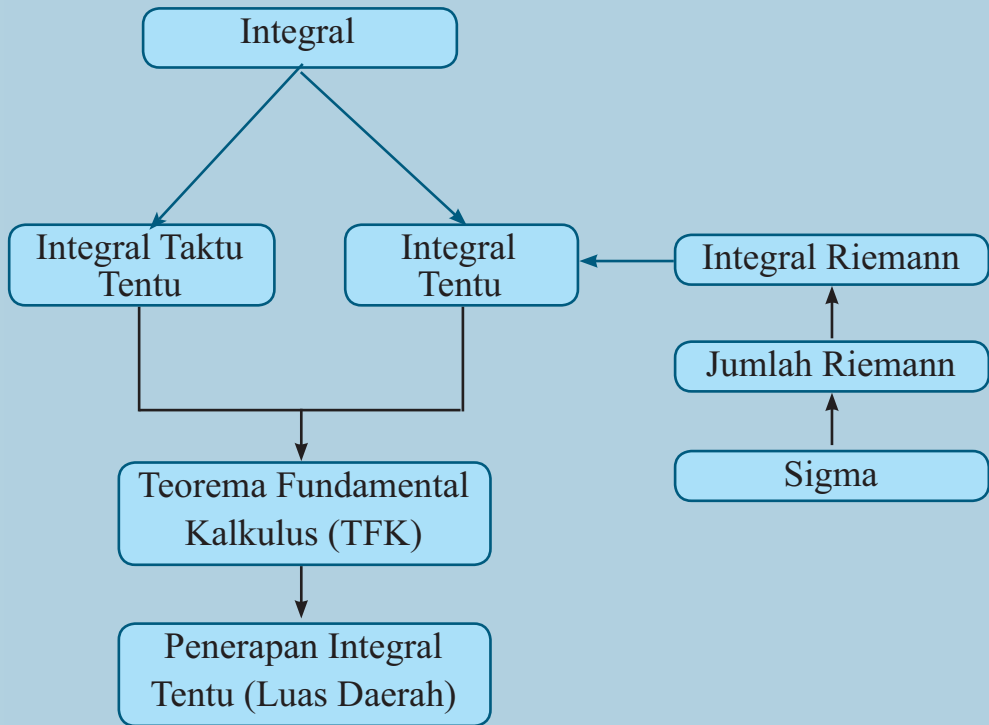 Integral
Integral Taktu
Tentu
Integral
Tentu
Integral Riemann
Jumlah Riemann
Sigma
Teorema Fundamental
Kalkulus (TFK)
Penerapan Integral
Tentu (Luas Daerah)